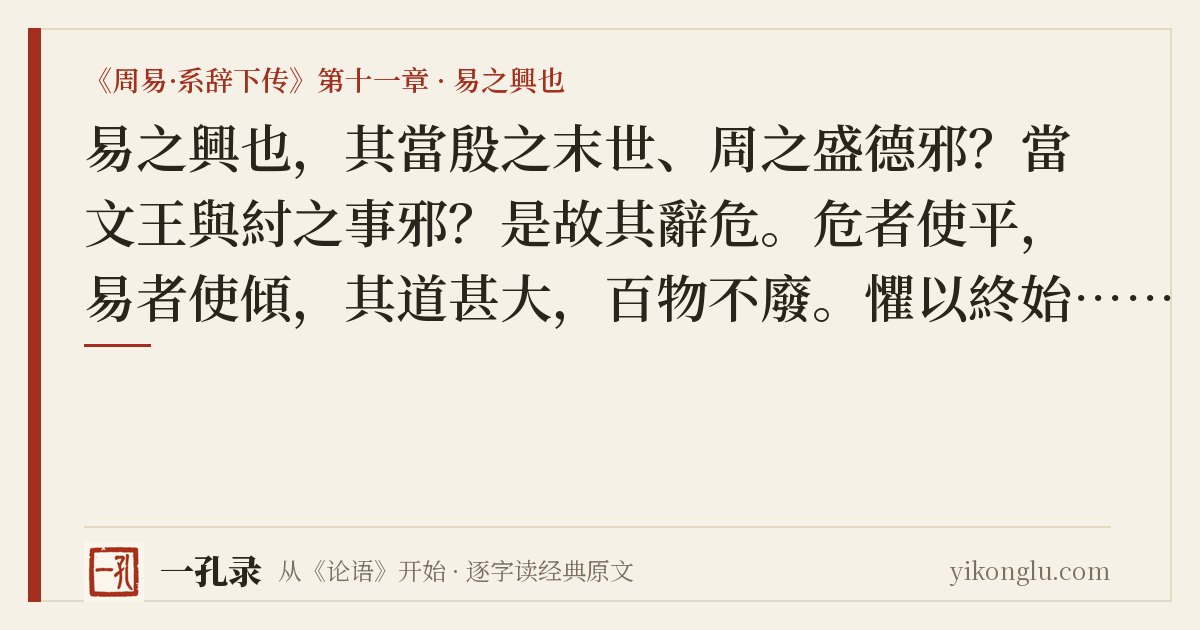 《周易·系辞下传》第十一章 · 易之興也
易之興也，其當殷之末世、周之盛德邪？當
文王與紂之事邪？是故其辭危。危者使平，
易者使傾，其道甚大，百物不廢。懼以終始……
一孔
一孔录 从《论语》开始 · 逐字读经典原文 yikonglu.com